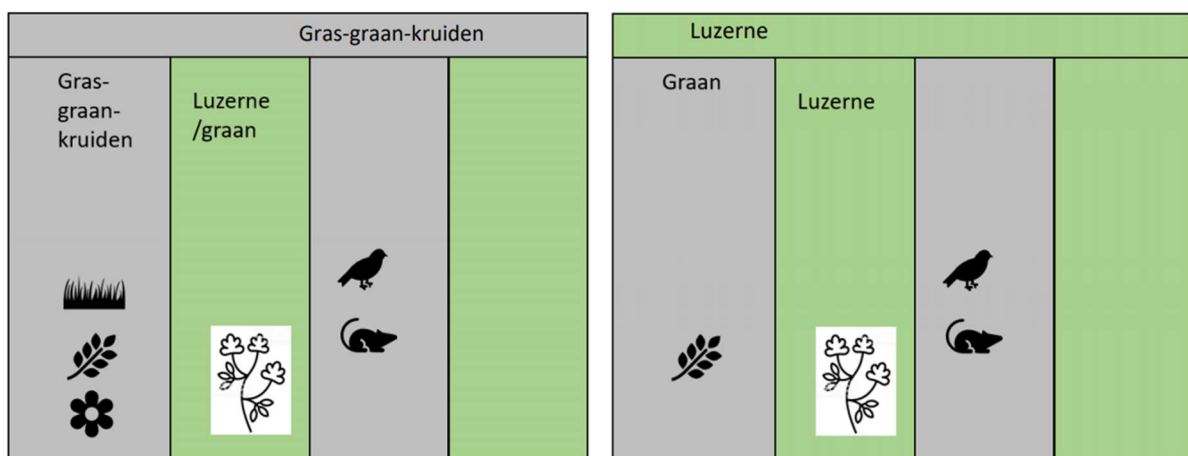 Gras-graan-kruiden
Gras-
graan-
kruiden
Luzerne
/graan
Luzerne
Graan
Luzerne